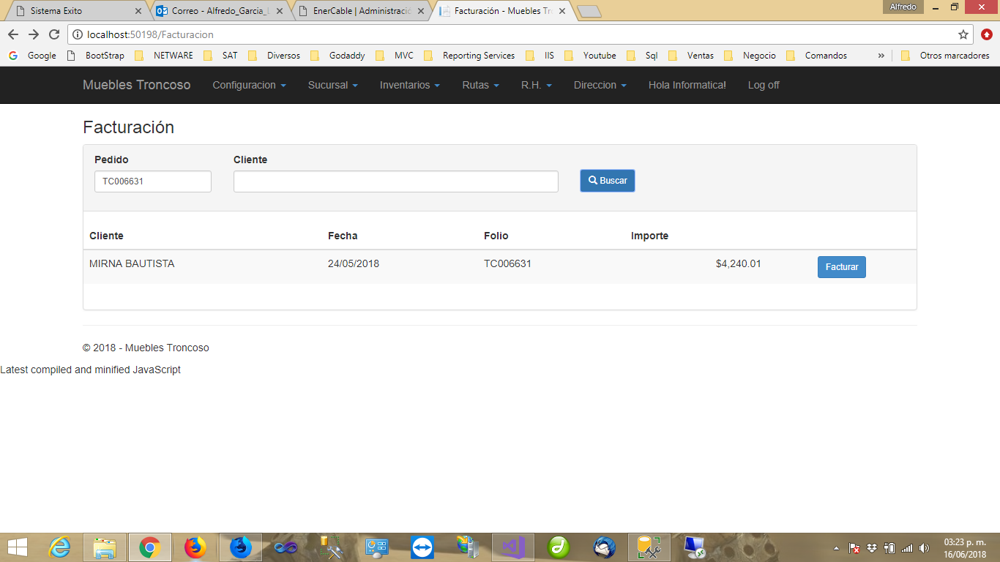 Sistema Exito
Correo - Alfredo_Garcia_
EnerCable | Administració
Facturación - Muebles Tr
Alfredo
localhost:50198/Facturacion
Google BootStrap NETWARE SAT Diversos Godaddy MVC Reporting Services IIS Youtube Sql Ventas Negocio Comandos » Otros marcadores
Muebles Troncoso Configuracion Sucursal Inventarios Rutas R.H. Direccion Hola Informatica! Log off
Facturación
Pedido Cliente
TC006631 Buscar
Cliente Fecha Folio Importe
MIRNA BAUTISTA 24/05/2018 TC006631 $4,240.01 Facturar
© 2018 - Muebles Troncoso
Latest compiled and minified JavaScript
03:23 p. m.
16/06/2018